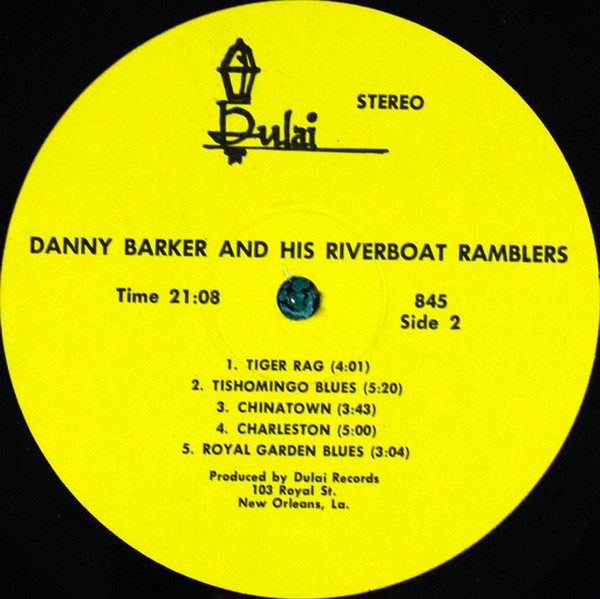 Dulai
STEREO
DANNY BARKER AND HIS RIVERBOAT RAMBLERS
Time 21:08
845
Side 2
1. TIGER RAG (4:01)
2. TISHOMINGO BLUES (5:20)
3. CHINATOWN (3:43)
4. CHARLESTON (5:00)
5. ROYAL GARDEN BLUES (3:04)
Produced by Dulai Records
103 Royal St.
New Orleans, La.